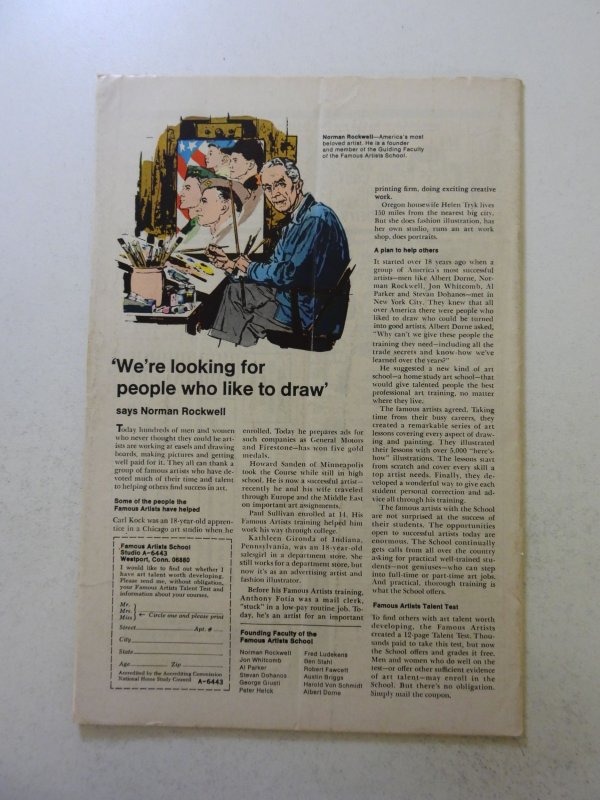 Norman Rockwell—America's most
beloved artist. He is a founder
and member of the Guiding Faculty
of the Famous Artists School.
'We're looking for
people who like to draw'
says Norman Rockwell
Today hundreds of men and women
who never thought they could be art-
ists are working at easels and drawing
boards, making pictures and getting
well paid for it. They all can thank a
group of famous artists who have de-
voted much of their time and talent
to helping others find success in art.
Some of the people the
Famous Artists have helped
Carl Kock was an 18-year-old appren-
tice in a Chicago art studio when he
enrolled. Today he prepares ads for
such companies as General Motors
and Firestone—has won five gold
medals.
Howard Sanden of Minneapolis
took the Course while still in high
school. He is now a successful artist—
recently he and his wife traveled
through Europe and the Middle East
on important art assignments.
Paul Sullivan enrolled at 14. His
Famous Artists training helped him
work his way through college.
Kathleen Gironda of Indiana,
Pennsylvania, was an 18-year-old
salesgirl in a department store. She
still works for a department store, but
now it's as an advertising artist and
fashion illustrator.
Before his Famous Artists training,
Anthony Fotia was a mail clerk,
"stuck" in a low-pay routine job. To-
day, he's an artist for an important
printing firm, doing exciting creative
work.
Oregon housewife Helen Tryk lives
150 miles from the nearest big city.
But she does fashion illustration, has
her own studio, runs an art work
shop, does portraits.
A plan to help others
It started over 18 years ago when a
group of America's most successful
artists—men like Albert Dorne, Nor-
man Rockwell, Jon Whitcomb, Al
Parker and Stevan Dohanos—met in
New York City. They knew that all
over America there were people who
liked to draw who could be turned
into good artists. Albert Dorne asked,
"Why can't we give these people the
training they need—including all the
trade secrets and know-how we've
learned over the years?"
He suggested a new kind of art
school—a home study art school—that
would give talented people the best
professional art training, no matter
where they live.
The famous artists agreed. Taking
time from their busy careers, they
created a remarkable series of art
lessons covering every aspect of draw-
ing and painting. They illustrated
their lessons with over 5,000 "here's-
how" illustrations. The lessons start
from scratch and cover every skill a
top artist needs. Finally, they de-
veloped a wonderful way to give each
student personal correction and ad-
vice all through his training.
The famous artists with the School
are not surprised at the success of
their students. The opportunities
open to successful artists today are
enormous. The School continually
gets calls from all over the country
asking for practical well-trained stu-
dents—not geniuses—who can step
into full-time or part-time art jobs.
And practical, thorough training is
what the School offers.
Famous Artists Talent Test
To find others with art talent worth
developing, the Famous Artists
created a 12-page Talent Test. Thou-
sands paid to take this test, but now
the School offers and grades it free.
Men and women who do well on the
test—or offer other sufficient evidence
of art talent—may enroll in the
School. But there's no obligation.
Simply mail the coupon.
Famous Artists School
Studio A-6443
Westport, Conn. 06880
I would like to find out whether I
have art talent worth developing.
Please send me, without obligation,
your Famous Artists Talent Test and
information about your courses.
Mr.
Mrs.
Miss
← Circle one and please print
Street Apt. #
City
State
Age Zip
Accredited by the Accrediting Commission
National Home Study Council A-6443
Founding Faculty of the
Famous Artists School
Norman Rockwell
Jon Whitcomb
Al Parker
Stevan Dohanos
George Giusti
Peter Helck
Fred Ludekens
Ben Stahl
Robert Fawcett
Austin Briggs
Harold Von Schmidt
Albert Dorne